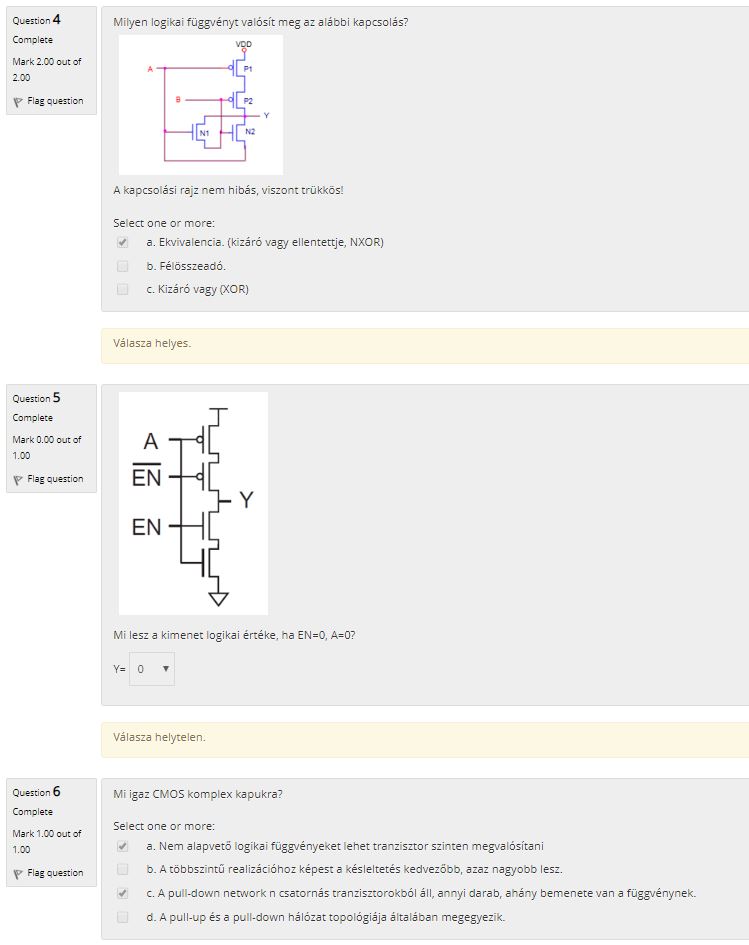 Question 4
Complete
Mark 2.00 out of
2.00
Flag question
Milyen logikai függvényt valósít meg az alábbi kapcsolás?
VDD
A
P1
B
P2
Y
N1
N2
A kapcsolási rajz nem hibás, viszont trükkös!
Select one or more:
a. Ekvivalencia. (kizáró vagy ellentettje, NXOR)
b. Félösszeadó.
c. Kizáró vagy (XOR)
Válasza helyes.
Question 5
Complete
Mark 0.00 out of
1.00
Flag question
A
EN
Y
EN
Mi lesz a kimenet logikai értéke, ha EN=0, A=0?
Y= 0
Válasza helytelen.
Question 6
Complete
Mark 1.00 out of
1.00
Flag question
Mi igaz CMOS komplex kapukra?
Select one or more:
a. Nem alapvető logikai függvényeket lehet tranzisztor szinten megvalósítani
b. A többszintű realizációhoz képest a késleltetés kedvezőbb, azaz nagyobb lesz.
c. A pull-down network n csatornás tranzisztorokból áll, annyi darab, ahány bemenete van a függvénynek.
d. A pull-up és a pull-down hálózat topológiája általában megegyezik.